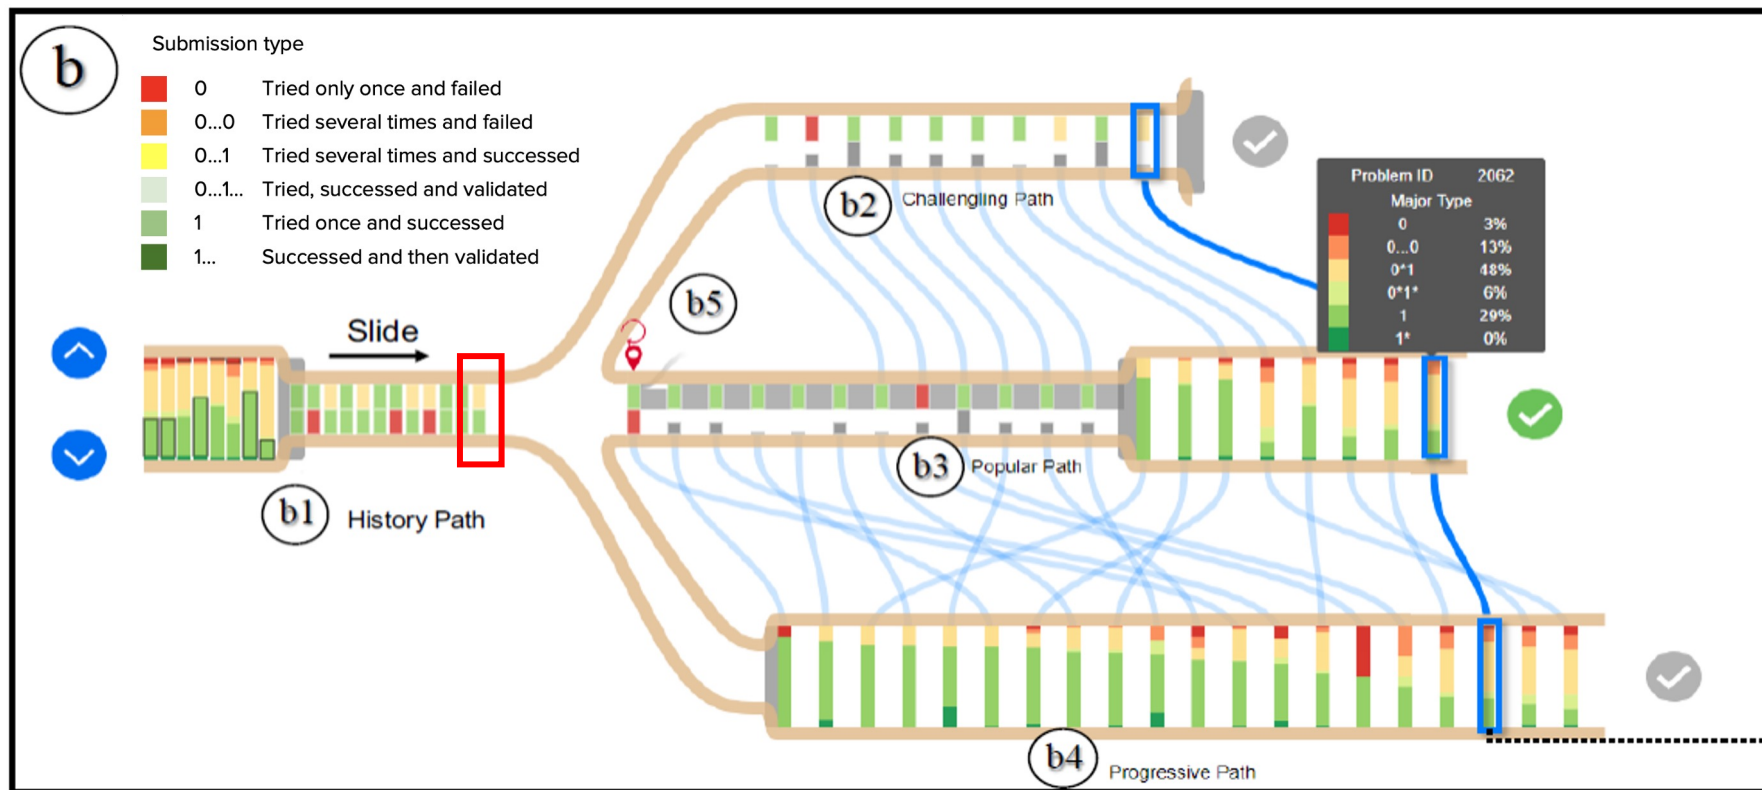 b
Submission type
0 Tried only once and failed
0...0 Tried several times and failed
0...1 Tried several times and successed
0...1... Tried, successed and validated
1 Tried once and successed
1... Successed and then validated
b2 Challengling Path
Problem ID 2062
Major Type
0 3%
0...0 13%
0*1 48%
0*1* 6%
1 29%
1* 0%
b5
Slide
b3 Popular Path
b1 History Path
b4 Progressive Path